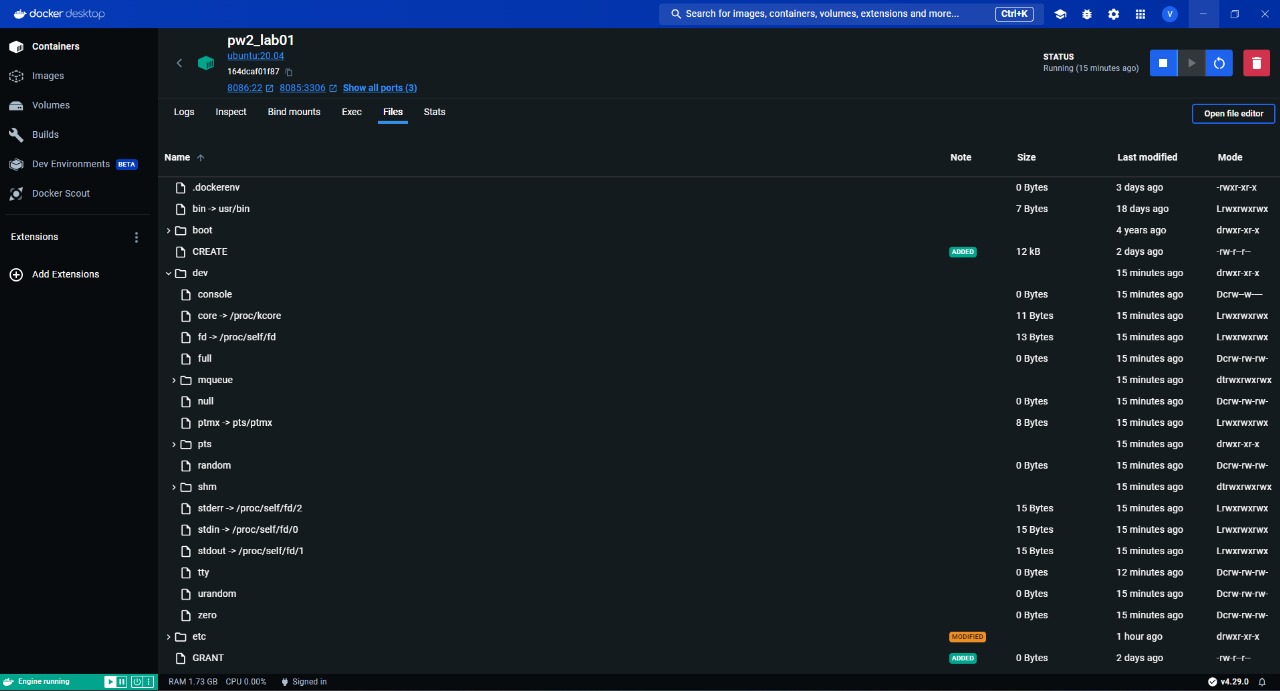 docker desktop
Search for images, containers, volumes, extensions and more... Ctrl+K
V
Containers
Images
Volumes
Builds
Dev Environments BETA
Docker Scout
Extensions
Add Extensions
pw2_lab01
ubuntu:20.04
164dcaf01f87
8086:22 8085:3306 Show all ports (3)
STATUS
Running (15 minutes ago)
Logs Inspect Bind mounts Exec Files Stats
Open file editor
Name Note Size Last modified Mode
.dockerenv 0 Bytes 3 days ago -rwxr-xr-x
bin -> usr/bin 7 Bytes 18 days ago Lrwxrwxrwx
boot 4 years ago drwxr-xr-x
CREATE ADDED 12 kB 2 days ago -rw-r--r--
dev 15 minutes ago drwxr-xr-x
console 0 Bytes 15 minutes ago Dcrw--w----
core -> /proc/kcore 11 Bytes 15 minutes ago Lrwxrwxrwx
fd -> /proc/self/fd 13 Bytes 15 minutes ago Lrwxrwxrwx
full 0 Bytes 15 minutes ago Dcrw-rw-rw-
mqueue 15 minutes ago dtrwxrwxrwx
null 0 Bytes 15 minutes ago Dcrw-rw-rw-
ptmx -> pts/ptmx 8 Bytes 15 minutes ago Lrwxrwxrwx
pts 15 minutes ago drwxr-xr-x
random 0 Bytes 15 minutes ago Dcrw-rw-rw-
shm 15 minutes ago dtrwxrwxrwx
stderr -> /proc/self/fd/2 15 Bytes 15 minutes ago Lrwxrwxrwx
stdin -> /proc/self/fd/0 15 Bytes 15 minutes ago Lrwxrwxrwx
stdout -> /proc/self/fd/1 15 Bytes 15 minutes ago Lrwxrwxrwx
tty 0 Bytes 12 minutes ago Dcrw-rw-rw-
urandom 0 Bytes 15 minutes ago Dcrw-rw-rw-
zero 0 Bytes 15 minutes ago Dcrw-rw-rw-
etc MODIFIED 1 hour ago drwxr-xr-x
GRANT ADDED 0 Bytes 2 days ago -rw-r--r--
Engine running RAM 1.73 GB CPU 0.00% Signed in v4.29.0